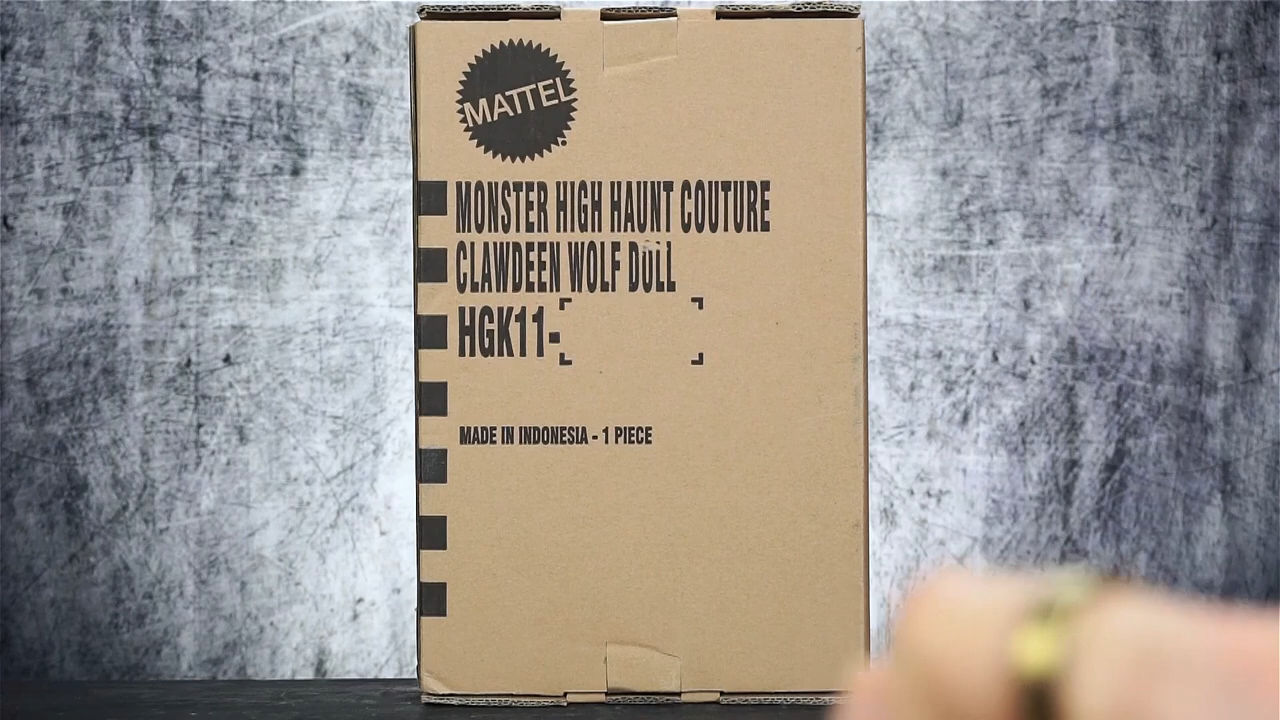 MATTEL
MONSTER HIGH HAUNT COUTURE
CLAWDEEN WOLF DOLL
HGK11-
MADE IN INDONESIA - 1 PIECE